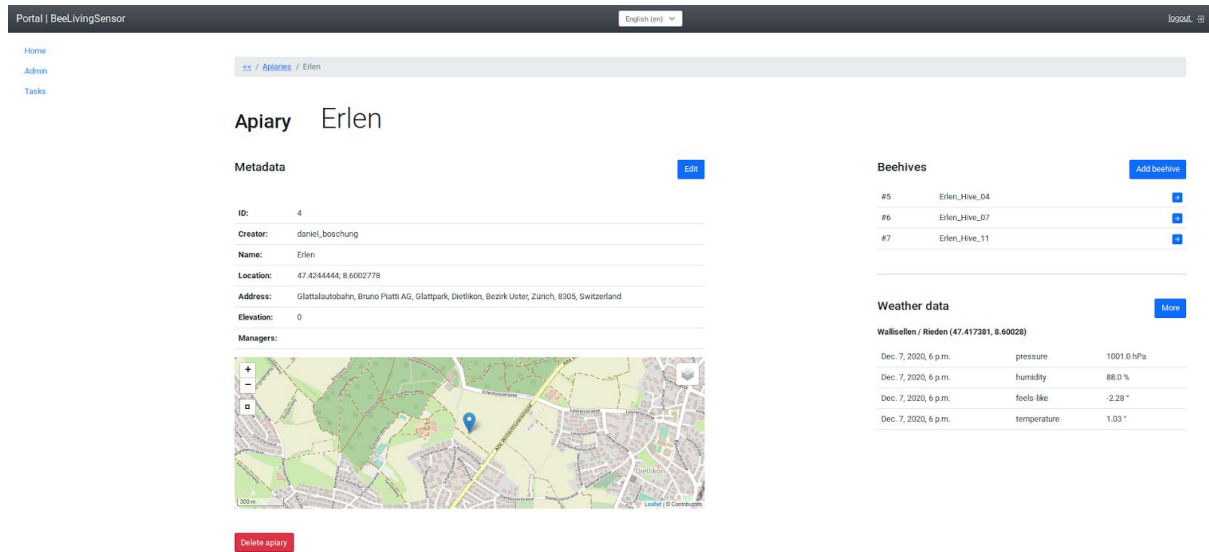 Portal | BeeLivingSensor
English (en)
logout
Home
Admin
Tasks
<< / Apiaries / Erlen
Apiary Erlen
Metadata
Edit
ID: 4
Creator: daniel_boschung
Name: Erlen
Location: 47.4244444; 8.6002778
Address: Glattalautobahn, Bruno Piatti AG, Glattpark, Dietlikon, Bezirk Uster, Zürich, 8305, Switzerland
Elevation: 0
Managers:
+
−
Dietlikon
300 m
Leaflet | © Contributors
Delete apiary
Beehives
Add beehive
#5 Erlen_Hive_04
#6 Erlen_Hive_07
#7 Erlen_Hive_11
Weather data
More
Wallisellen / Rieden (47.417381, 8.60028)
Dec. 7, 2020, 6 p.m. pressure 1001.0 hPa
Dec. 7, 2020, 6 p.m. humidity 88.0 %
Dec. 7, 2020, 6 p.m. feels-like -2.28 °
Dec. 7, 2020, 6 p.m. temperature 1.03 °